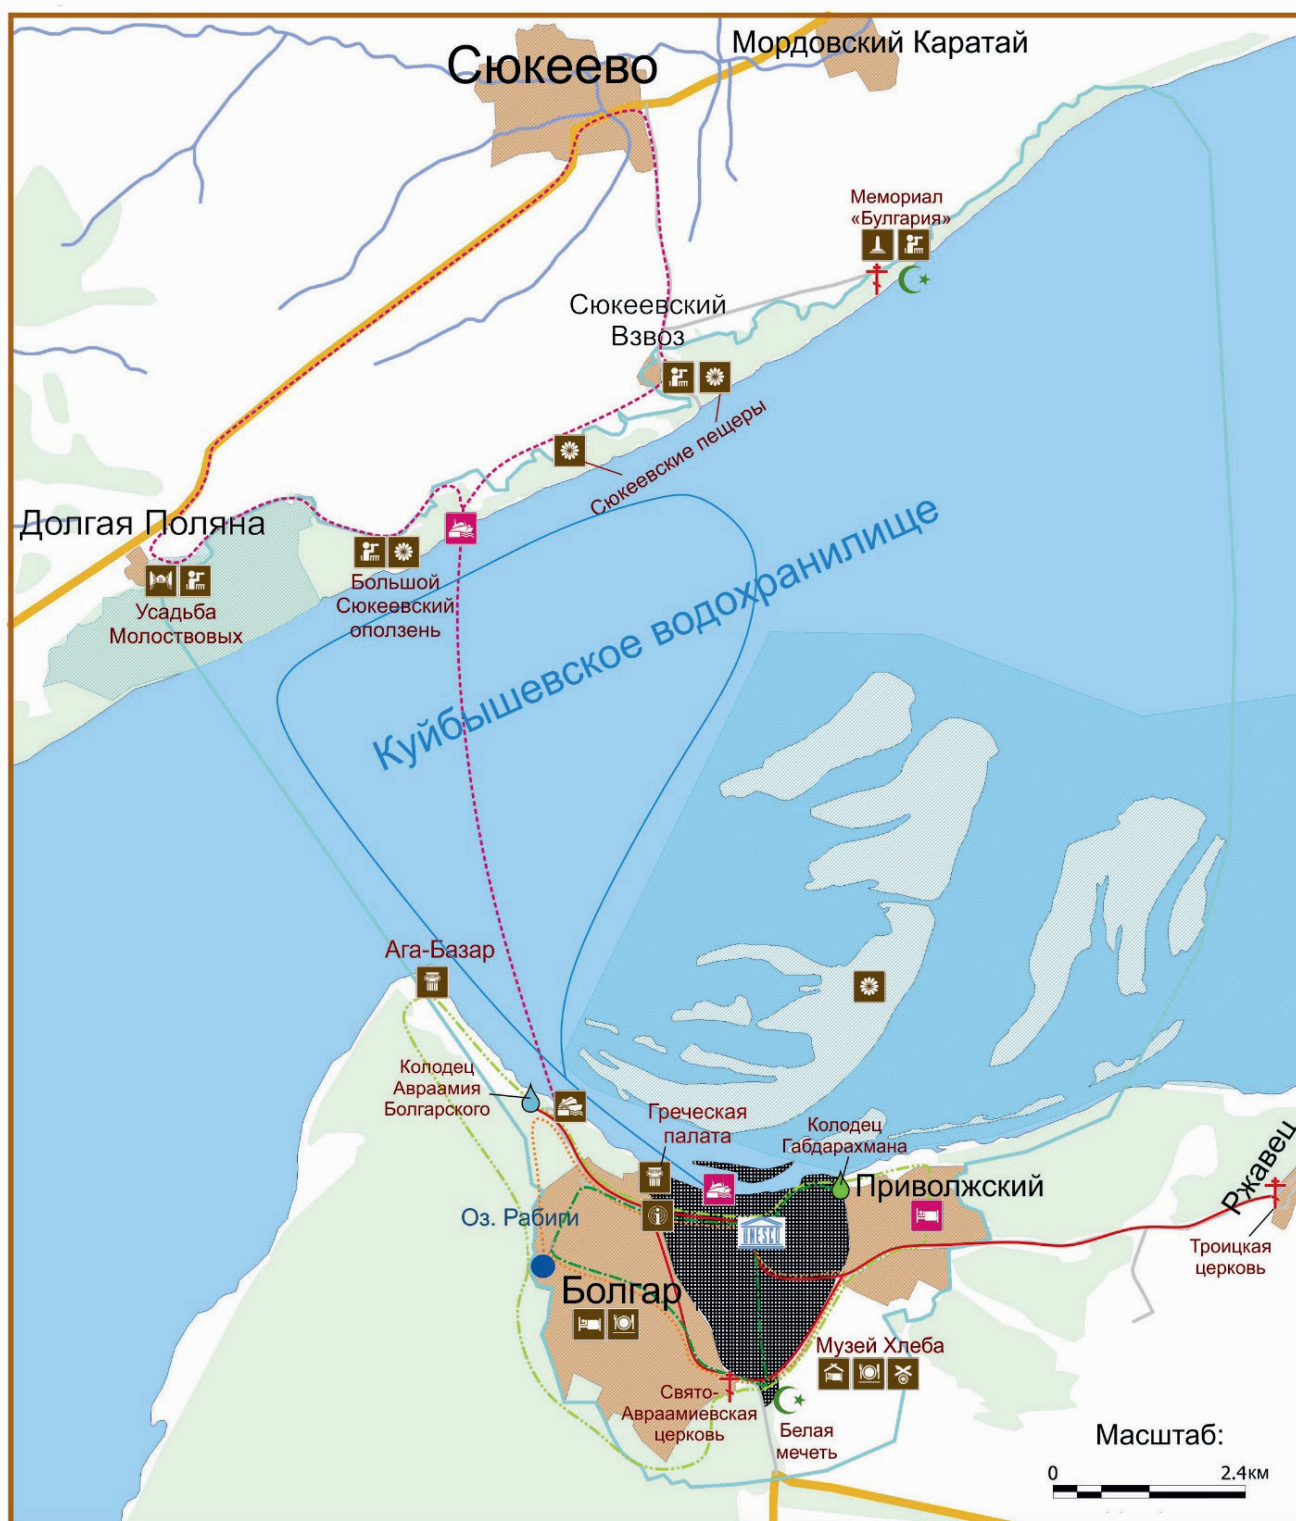 Мордовский Каратай
Сюкеево
Мемориал
«Булгария»
Сюкеевский
Взвоз
Сюкеевские пещеры
Долгая Поляна
Усадьба
Молоствовых
Большой
Сюкеевский
оползень
Куйбышевское водохранилище
Ага-Базар
Колодец
Авраамия
Болгарского
Греческая
палата
Колодец
Габдарахмана
Приволжский
Ржавец
Оз. Рабиги
UNESCO
Троицкая
церковь
Болгар
Музей Хлеба
Свято-
Авраамиевская
церковь
Белая
мечеть
Масштаб:
0 2.4км